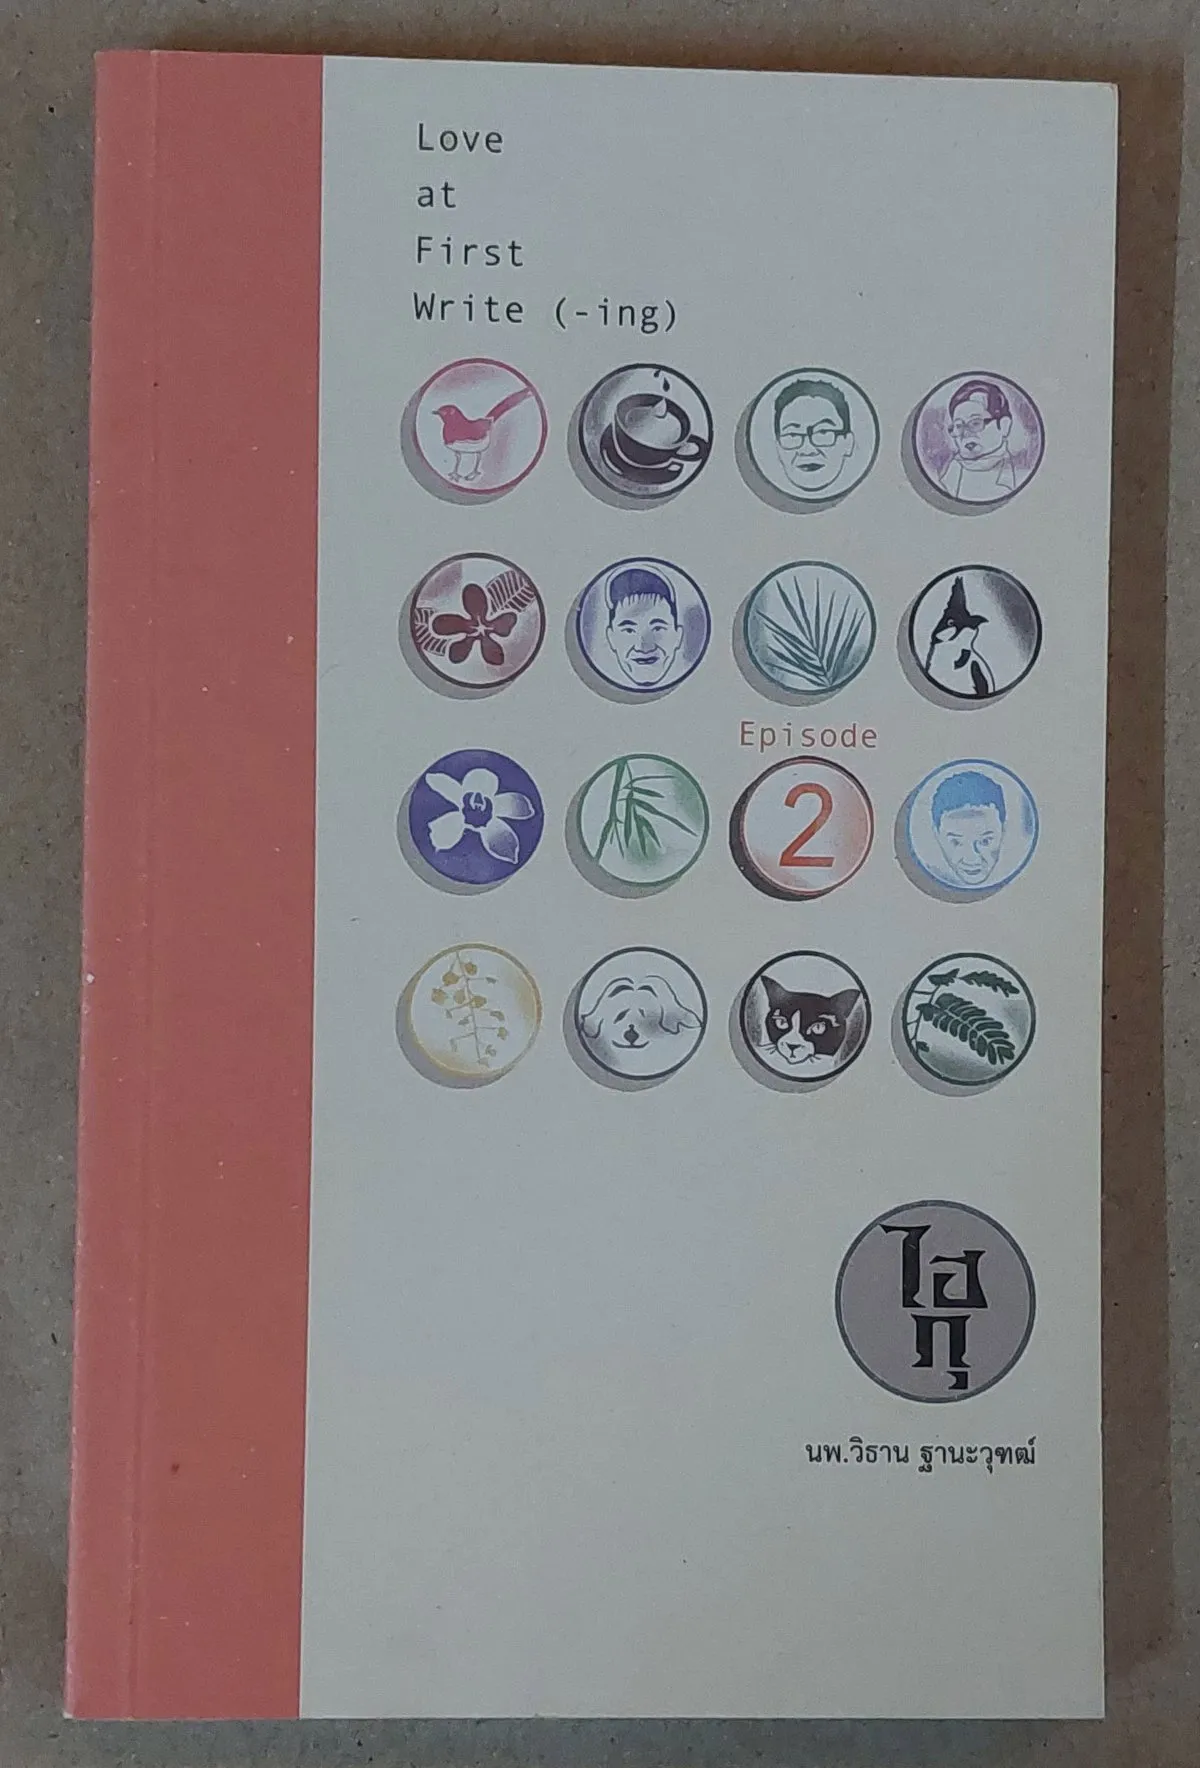 Love
at
First
Write (-ing)
Episode
2
ไฮ
กุ
นพ.วิธาน ฐานะวุฑฒ์